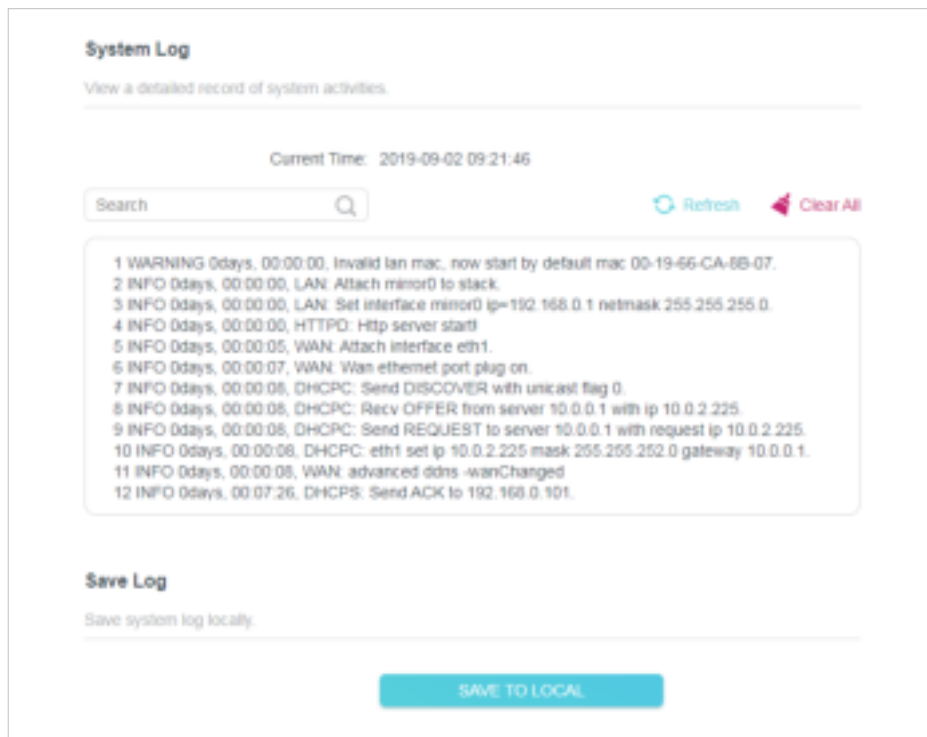 System Log
View a detailed record of system activities.
Current Time: 2019-09-02 09:21:46
Search
Refresh
Clear All
1 WARNING 0days, 00:00:00, Invalid lan mac, now start by default mac 00-19-66-CA-8B-07.
2 INFO 0days, 00:00:00, LAN: Attach mirror0 to stack.
3 INFO 0days, 00:00:00, LAN: Set interface mirror0 ip=192.168.0.1 netmask 255.255.255.0.
4 INFO 0days, 00:00:00, HTTPD: Http server start!
5 INFO 0days, 00:00:05, WAN: Attach interface eth1.
6 INFO 0days, 00:00:07, WAN: Wan ethernet port plug on.
7 INFO 0days, 00:00:08, DHCPC: Send DISCOVER with unicast flag 0.
8 INFO 0days, 00:00:08, DHCPC: Recv OFFER from server 10.0.0.1 with ip 10.0.2.225.
9 INFO 0days, 00:00:08, DHCPC: Send REQUEST to server 10.0.0.1 with request ip 10.0.2.225.
10 INFO 0days, 00:00:08, DHCPC: eth1 set ip 10.0.2.225 mask 255.255.252.0 gateway 10.0.0.1.
11 INFO 0days, 00:00:08, WAN: advanced ddns -wanChanged
12 INFO 0days, 00:07:26, DHCPS: Send ACK to 192.168.0.101.
Save Log
Save system log locally.
SAVE TO LOCAL